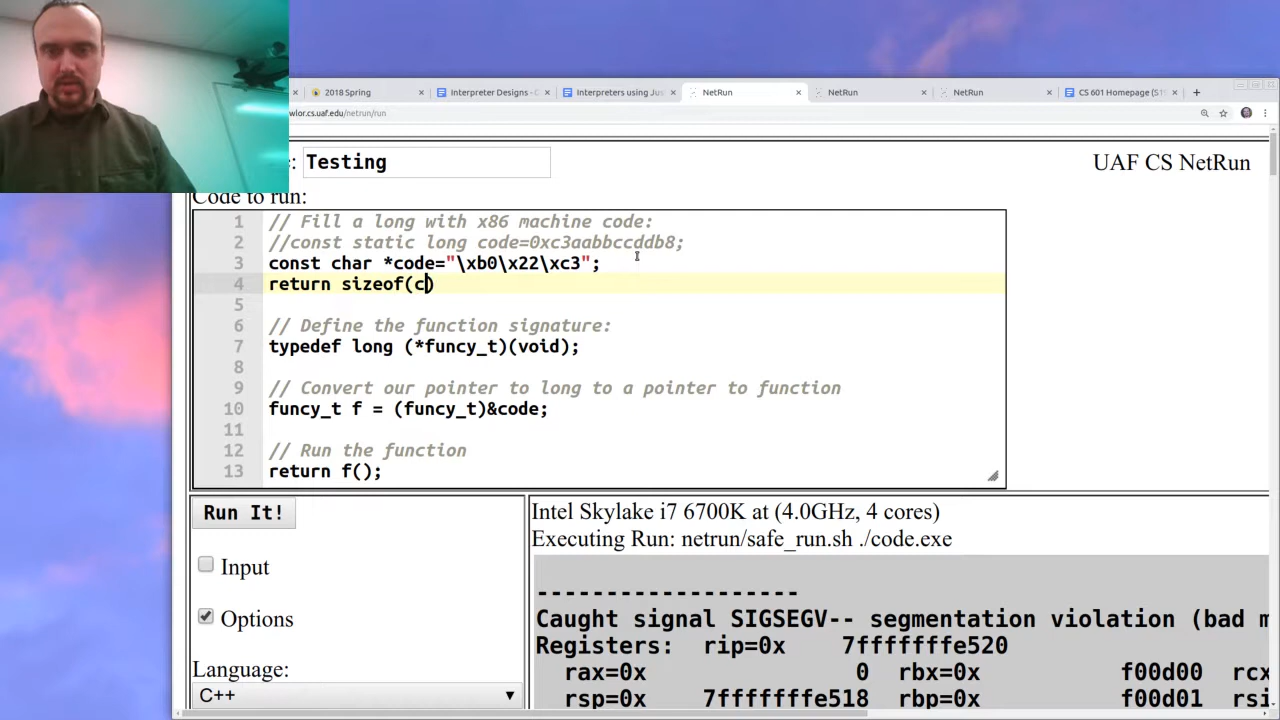 2018 Spring × Interpreter Designs - × Interpreters using Jus × NetRun × NetRun × NetRun × CS 601 Homepage (S1 × +
wlor.cs.uaf.edu/netrun/run
: Testing UAF CS NetRun
Code to run:
1 // Fill a long with x86 machine code:
2 //const static long code=0xc3aabbccddb8;
3 const char *code="\xb0\x22\xc3";
4 return sizeof(c)
5
6 // Define the function signature:
7 typedef long (*funcy_t)(void);
8
9 // Convert our pointer to long to a pointer to function
10 funcy_t f = (funcy_t)&code;
11
12 // Run the function
13 return f();
Run It!
Input
Options
Language:
C++
Intel Skylake i7 6700K at (4.0GHz, 4 cores)
Executing Run: netrun/safe_run.sh ./code.exe
-------------------
Caught signal SIGSEGV-- segmentation violation (bad m
Registers: rip=0x 7fffffffe520
rax=0x 0 rbx=0x f00d00 rcx
rsp=0x 7fffffffe518 rbp=0x f00d01 rsi